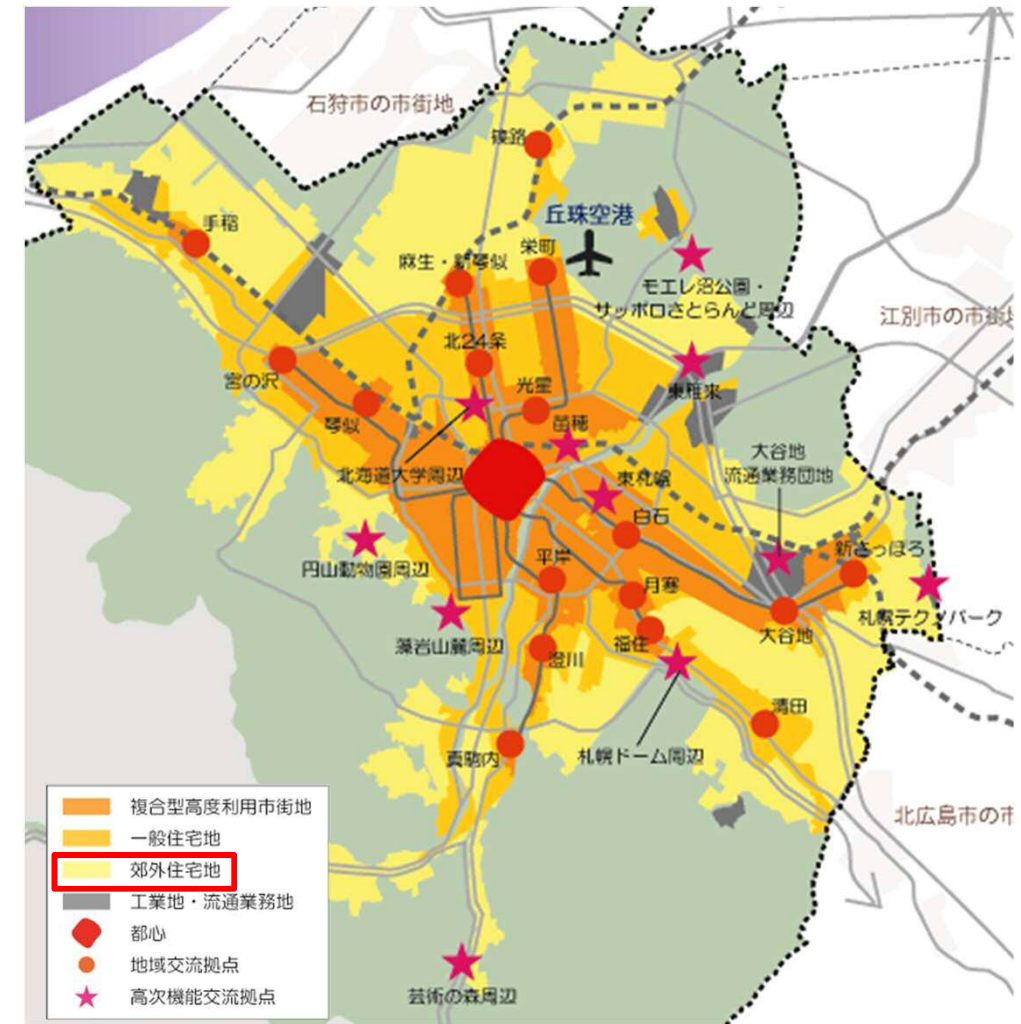 石狩市の市街地
篠路
丘珠空港
手稲
栄町
麻生・新琴似
モエレ沼公園・
サッポロさとらんど周辺
江別市の市街地
北24条
宮の沢
光星
東雁来
琴似
苗穂
大谷地
流通業務団地
北海道大学周辺
東札幌
白石
新さっぽろ
平岸
円山動物園周辺
月寒
札幌テクノパーク
大谷地
福住
藻岩山麓周辺
澄川
清田
真駒内
札幌ドーム周辺
北広島市の市
複合型高度利用市街地
一般住宅地
郊外住宅地
工業地・流通業務地
都心
地域交流拠点
高次機能交流拠点
芸術の森周辺